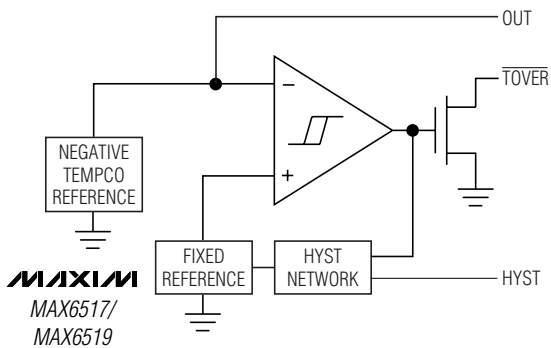 OUT
TOVER
−
+
NEGATIVE
TEMPCO
REFERENCE
FIXED
REFERENCE
HYST
NETWORK
HYST
MAXIM
MAX6517/
MAX6519